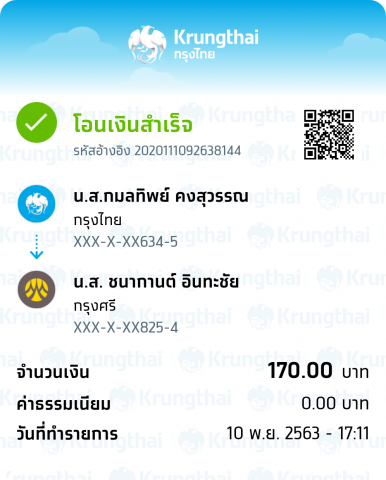 Krungthai
กรุงไทย
โอนเงินสำเร็จ
รหัสอ้างอิง 2020111092638144
น.ส.กมลทิพย์ คงสุวรรณ
กรุงไทย
XXX-X-XX634-5
น.ส. ชนากานต์ อินทะชัย
กรุงศรี
XXX-X-XX825-4
จำนวนเงิน 170.00 บาท
ค่าธรรมเนียม 0.00 บาท
วันที่ทำรายการ 10 พ.ย. 2563 - 17:11